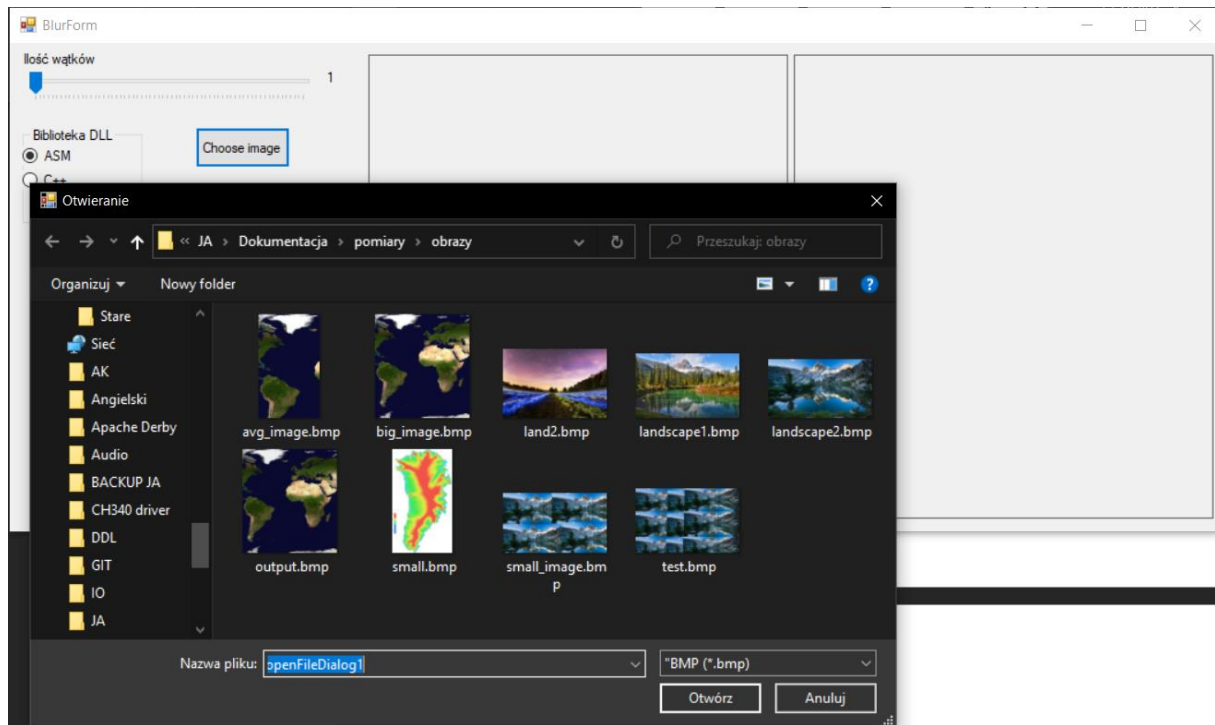 BlurForm
Ilość wątków
1
Biblioteka DLL
ASM
Choose image
C++
Otwieranie
« JA › Dokumentacja › pomiary › obrazy
Przeszukaj: obrazy
Organizuj
Nowy folder
Stare
Sieć
AK
Angielski
Apache Derby
Audio
BACKUP JA
CH340 driver
DDL
GIT
IO
JA
avg_image.bmp
big_image.bmp
land2.bmp
landscape1.bmp
landscape2.bmp
output.bmp
small.bmp
small_image.bm
p
test.bmp
Nazwa pliku:
openFileDialog1
"BMP (*.bmp)
Otwórz
Anuluj